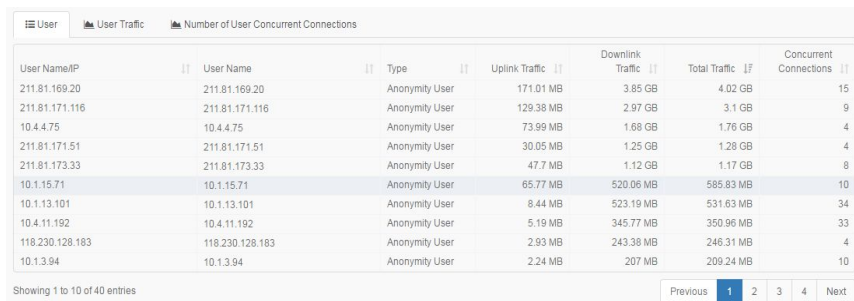 User User Traffic Number of User Concurrent Connections
User Name/IP User Name Type Uplink Traffic Downlink Traffic Total Traffic Concurrent Connections
211.81.169.20 211.81.169.20 Anonymity User 171.01 MB 3.85 GB 4.02 GB 15
211.81.171.116 211.81.171.116 Anonymity User 129.38 MB 2.97 GB 3.1 GB 9
10.4.4.75 10.4.4.75 Anonymity User 73.99 MB 1.68 GB 1.76 GB 4
211.81.171.51 211.81.171.51 Anonymity User 30.05 MB 1.25 GB 1.28 GB 4
211.81.173.33 211.81.173.33 Anonymity User 47.7 MB 1.12 GB 1.17 GB 8
10.1.15.71 10.1.15.71 Anonymity User 65.77 MB 520.06 MB 585.83 MB 10
10.1.13.101 10.1.13.101 Anonymity User 8.44 MB 523.19 MB 531.63 MB 34
10.4.11.192 10.4.11.192 Anonymity User 5.19 MB 345.77 MB 350.96 MB 33
118.230.128.183 118.230.128.183 Anonymity User 2.93 MB 243.38 MB 246.31 MB 4
10.1.3.94 10.1.3.94 Anonymity User 2.24 MB 207 MB 209.24 MB 10
Showing 1 to 10 of 40 entries Previous 1 2 3 4 Next